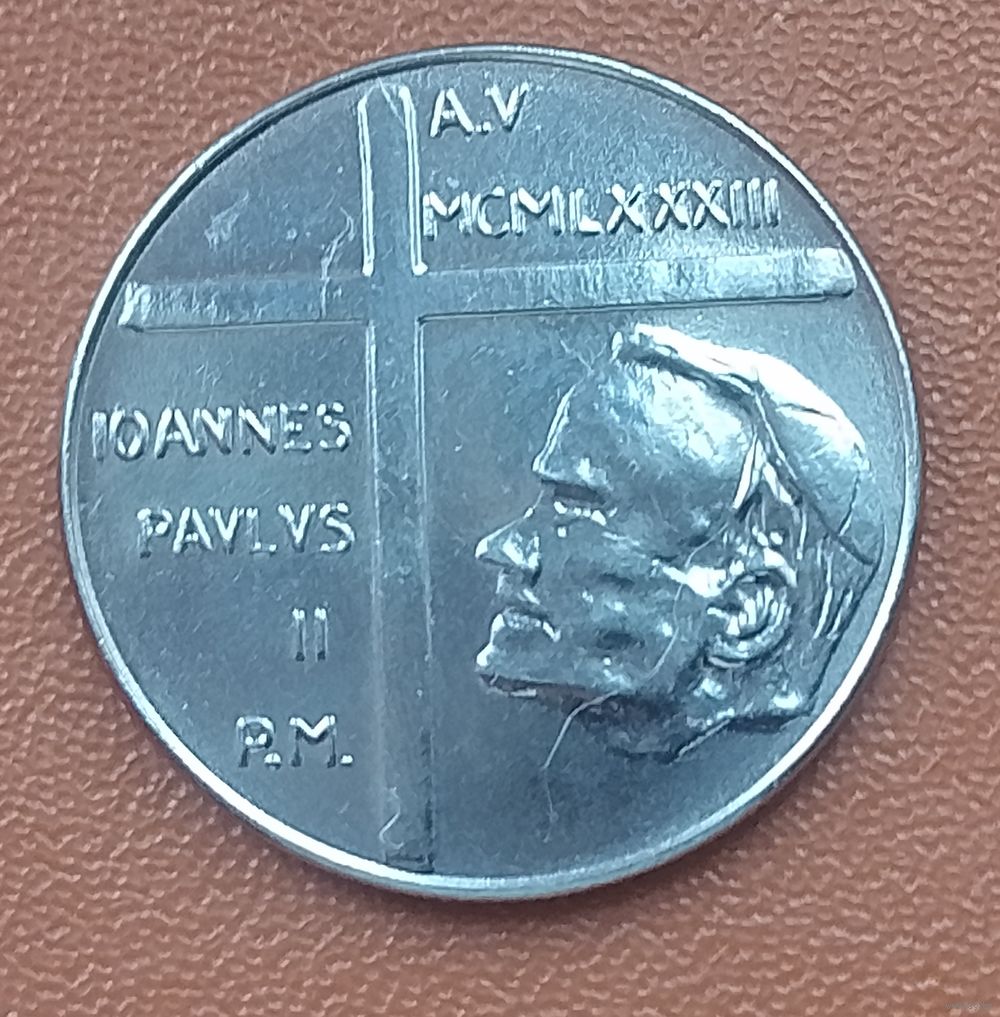 A.V
MCMLXXXIII
IOANNES
PAVLVS
II
P.M.